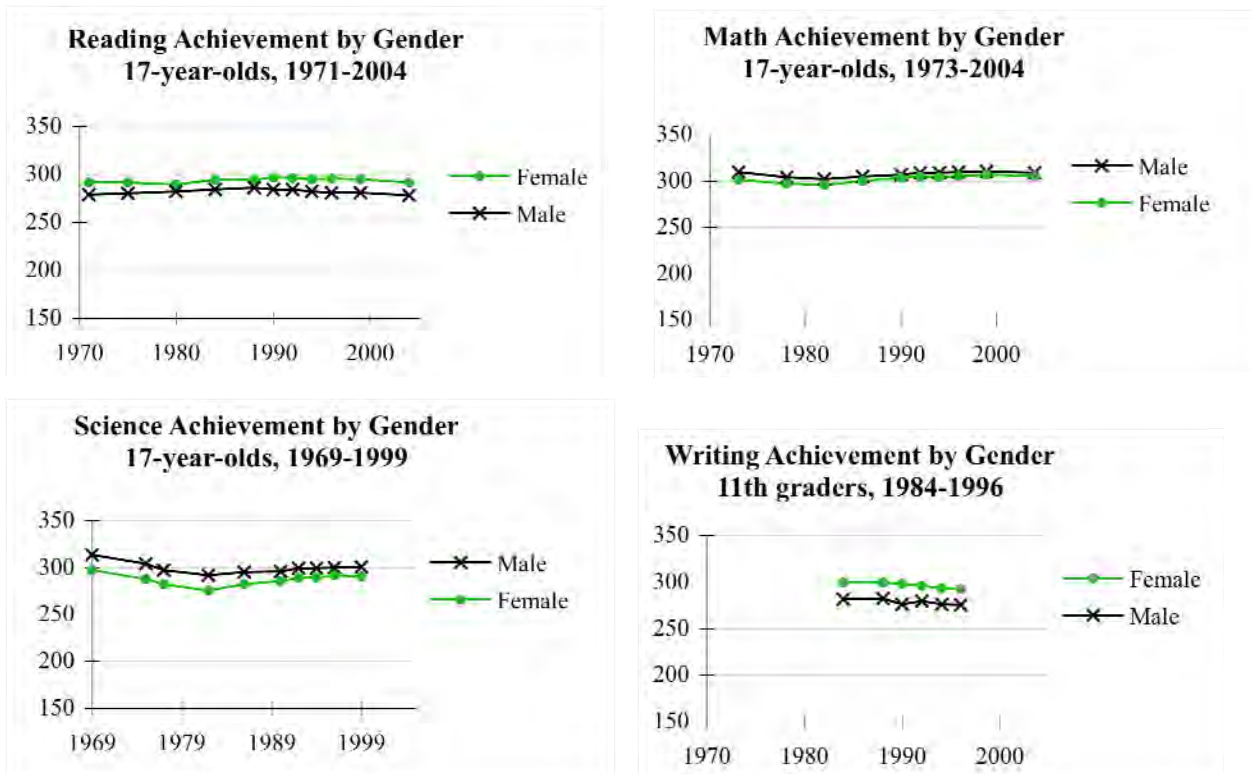 Reading Achievement by Gender
17-year-olds, 1971-2004
350
300
250
200
150
1970 1980 1990 2000
Female
Male
Math Achievement by Gender
17-year-olds, 1973-2004
350
300
250
150
1970 1980 1990 2000
Male
Female
Science Achievement by Gender
17-year-olds, 1969-1999
350
300
250
200
150
1969 1979 1989 1999
Male
Female
Writing Achievement by Gender
11th graders, 1984-1996
350
300
250
200
150
1970 1980 1990 2000
Female
Male